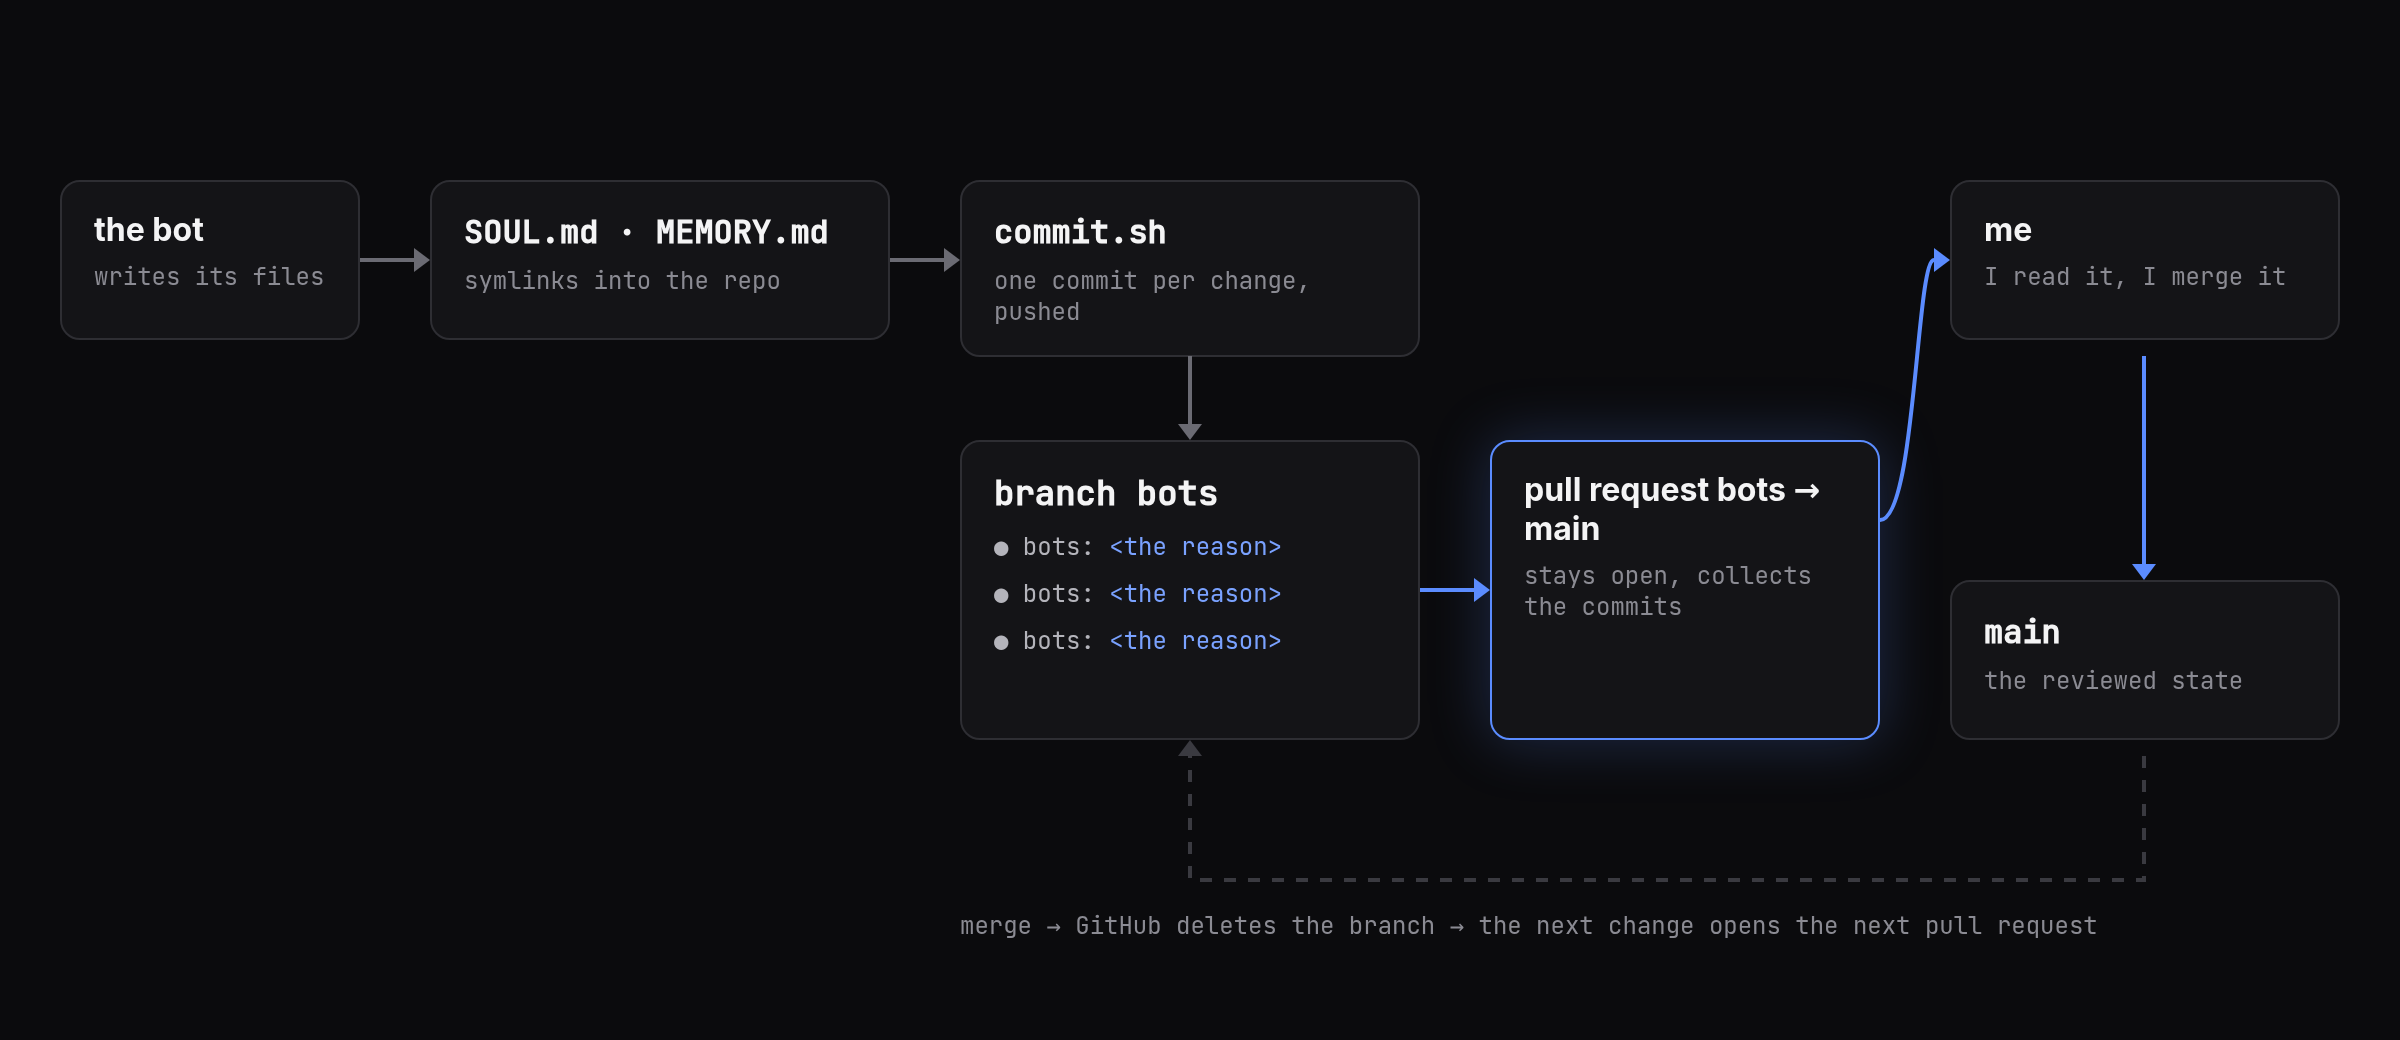 the bot
writes its files
SOUL.md · MEMORY.md
symlinks into the repo
commit.sh
one commit per change,
pushed
me
I read it, I merge it
branch bots
● bots: <the reason>
● bots: <the reason>
● bots: <the reason>
pull request bots →
main
stays open, collects
the commits
main
the reviewed state
merge → GitHub deletes the branch → the next change opens the next pull request